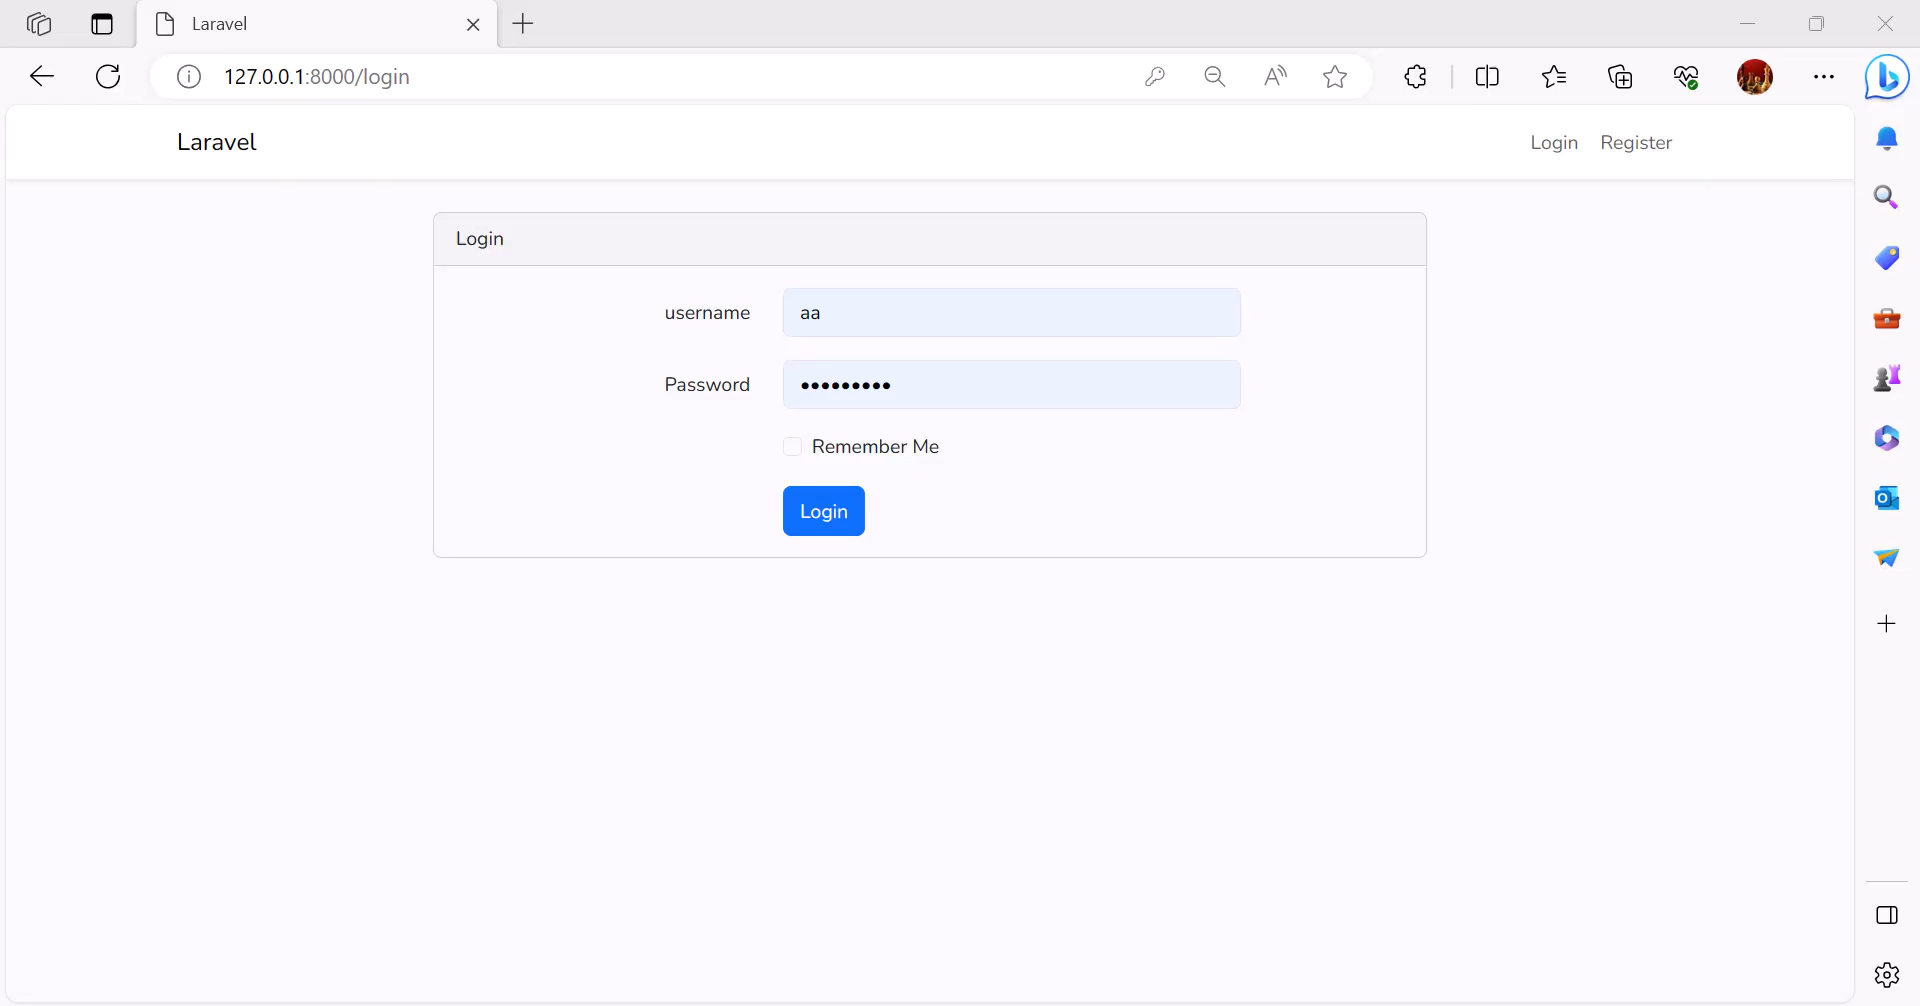 Laravel
127.0.0.1:8000/login
Laravel
Login Register
Login
username aa
Password •••••••••
Remember Me
Login